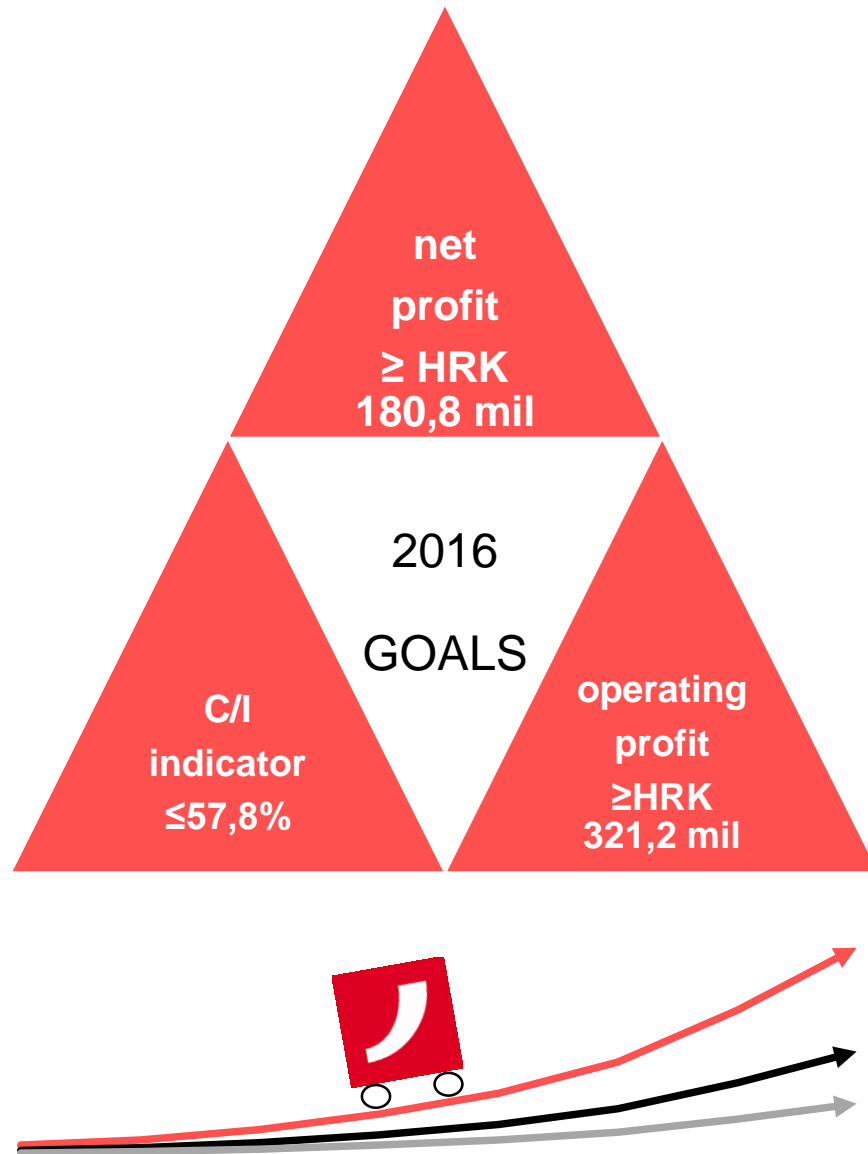 net
profit
≥ HRK
180,8 mil
2016
GOALS
C/I
indicator
≤57,8%
operating
profit
≥HRK
321,2 mil